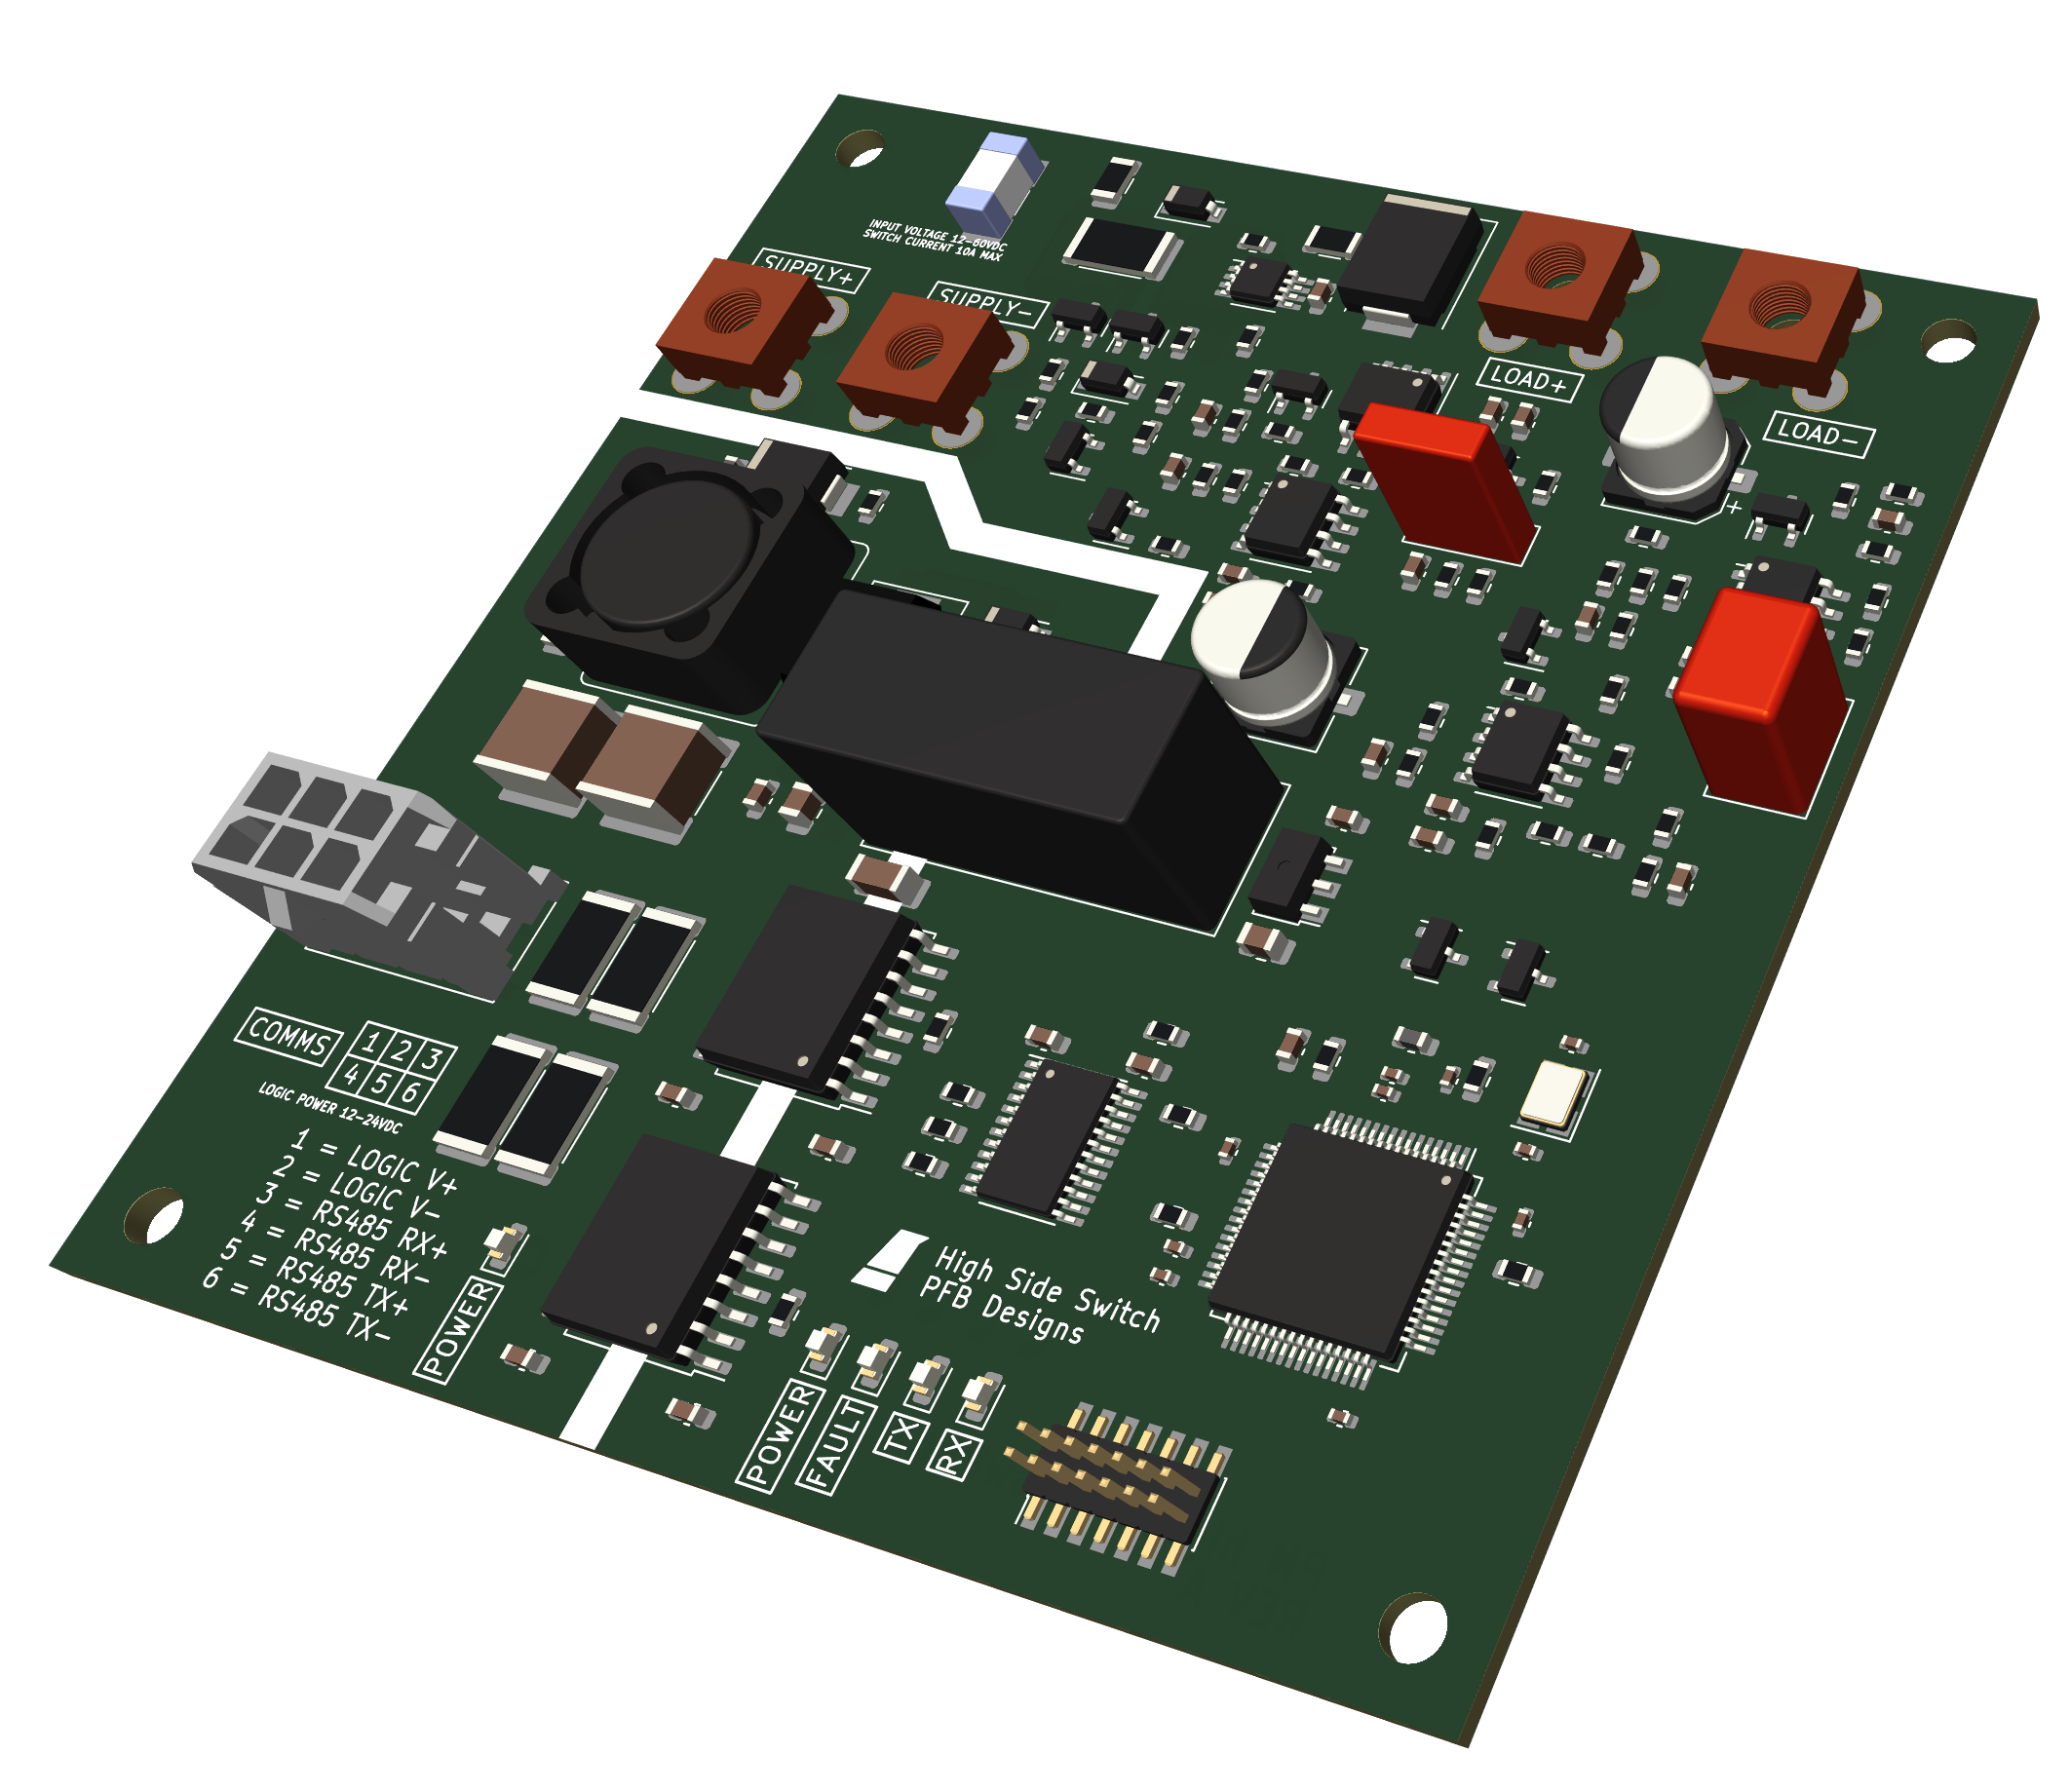 INPUT VOLTAGE 12-60VDC
SWITCH CURRENT 10A MAX
SUPPLY+
SUPPLY-
LOAD+
LOAD-
+
COMMS
1 2 3
4 5 6
LOGIC POWER 12-24VDC
1 = LOGIC V+
2 = LOGIC V-
3 = RS485 RX+
4 = RS485 RX-
5 = RS485 TX+
6 = RS485 TX-
POWER
High Side Switch
PFB Designs
POWER
FAULT
TX
RX